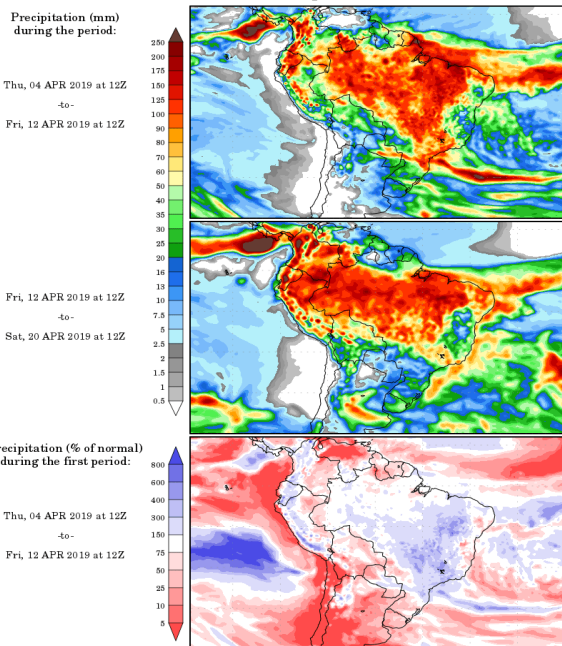 Precipitation (mm)
during the period:
250
200
175
150
125
100
90
80
70
60
50
40
35
30
25
20
16
13
10
7.5
5
2.5
2
1.5
1
0.5
Thu, 04 APR 2019 at 12Z
-to-
Fri, 12 APR 2019 at 12Z
Fri, 12 APR 2019 at 12Z
-to-
Sat, 20 APR 2019 at 12Z
recipitation (% of normal)
during the first period:
800
600
400
300
150
75
50
25
10
5
Thu, 04 APR 2019 at 12Z
-to-
Fri, 12 APR 2019 at 12Z